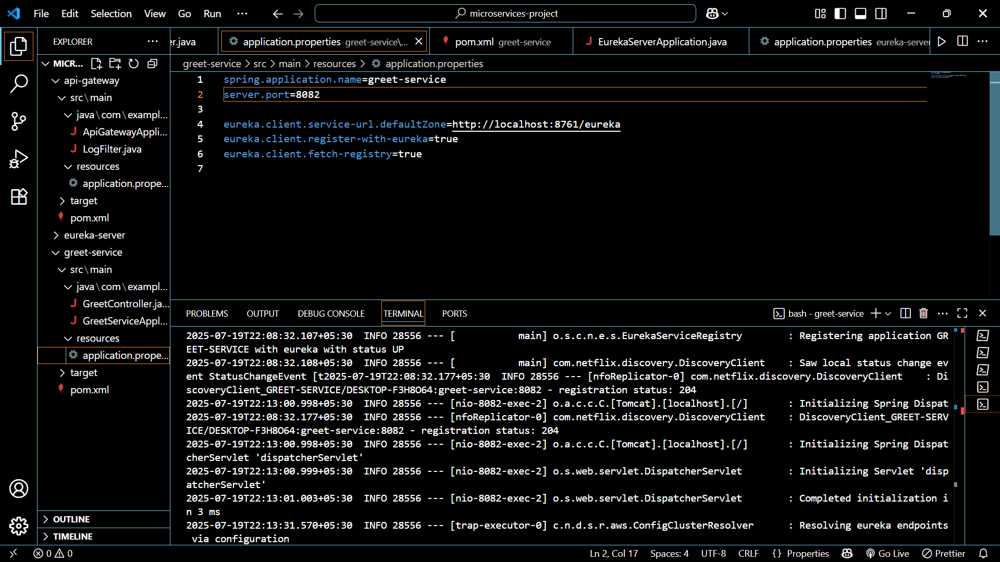 File Edit Selection View Go Run ··· microservices-project
EXPLORER ···
r.java application.properties greet-service\... pom.xml greet-service EurekaServerApplication.java application.properties eureka-server
MICR...
api-gateway
src\main
java\com\exampl...
ApiGatewayAppli...
LogFilter.java
resources
application.prope...
target
pom.xml
eureka-server
greet-service
src\main
java\com\exampl...
GreetController.ja...
GreetServiceAppl...
resources
application.prope...
target
pom.xml
OUTLINE
TIMELINE
greet-service > src > main > resources > application.properties
1 spring.application.name=greet-service
2 server.port=8082
3
4 eureka.client.service-url.defaultZone=http://localhost:8761/eureka
5 eureka.client.register-with-eureka=true
6 eureka.client.fetch-registry=true
7
PROBLEMS OUTPUT DEBUG CONSOLE TERMINAL PORTS bash - greet-service
2025-07-19T22:08:32.107+05:30  INFO 28556 --- [           main] o.s.c.n.e.s.EurekaServiceRegistry        : Registering application GR
EET-SERVICE with eureka with status UP
2025-07-19T22:08:32.108+05:30  INFO 28556 --- [           main] com.netflix.discovery.DiscoveryClient    : Saw local status change ev
ent StatusChangeEvent [t2025-07-19T22:08:32.177+05:30  INFO 28556 --- [nfoReplicator-0] com.netflix.discovery.DiscoveryClient    : Di
scoveryClient_GREET-SERVICE/DESKTOP-F3H8O64:greet-service:8082 - registration status: 204
2025-07-19T22:13:00.998+05:30  INFO 28556 --- [nio-8082-exec-2] o.a.c.c.C.[Tomcat].[localhost].[/]       : Initializing Spring Dispat
2025-07-19T22:08:32.177+05:30  INFO 28556 --- [nfoReplicator-0] com.netflix.discovery.DiscoveryClient    : DiscoveryClient_GREET-SERV
ICE/DESKTOP-F3H8O64:greet-service:8082 - registration status: 204
2025-07-19T22:13:00.998+05:30  INFO 28556 --- [nio-8082-exec-2] o.a.c.c.C.[Tomcat].[localhost].[/]       : Initializing Spring Dispat
cherServlet 'dispatcherServlet'
2025-07-19T22:13:00.999+05:30  INFO 28556 --- [nio-8082-exec-2] o.s.web.servlet.DispatcherServlet        : Initializing Servlet 'disp
atcherServlet'
2025-07-19T22:13:01.003+05:30  INFO 28556 --- [nio-8082-exec-2] o.s.web.servlet.DispatcherServlet        : Completed initialization i
n 3 ms
2025-07-19T22:13:31.570+05:30  INFO 28556 --- [trap-executor-0] c.n.d.s.r.aws.ConfigClusterResolver      : Resolving eureka endpoints
 via configuration
0 0 Ln 2, Col 17 Spaces: 4 UTF-8 CRLF {} Properties Go Live Prettier